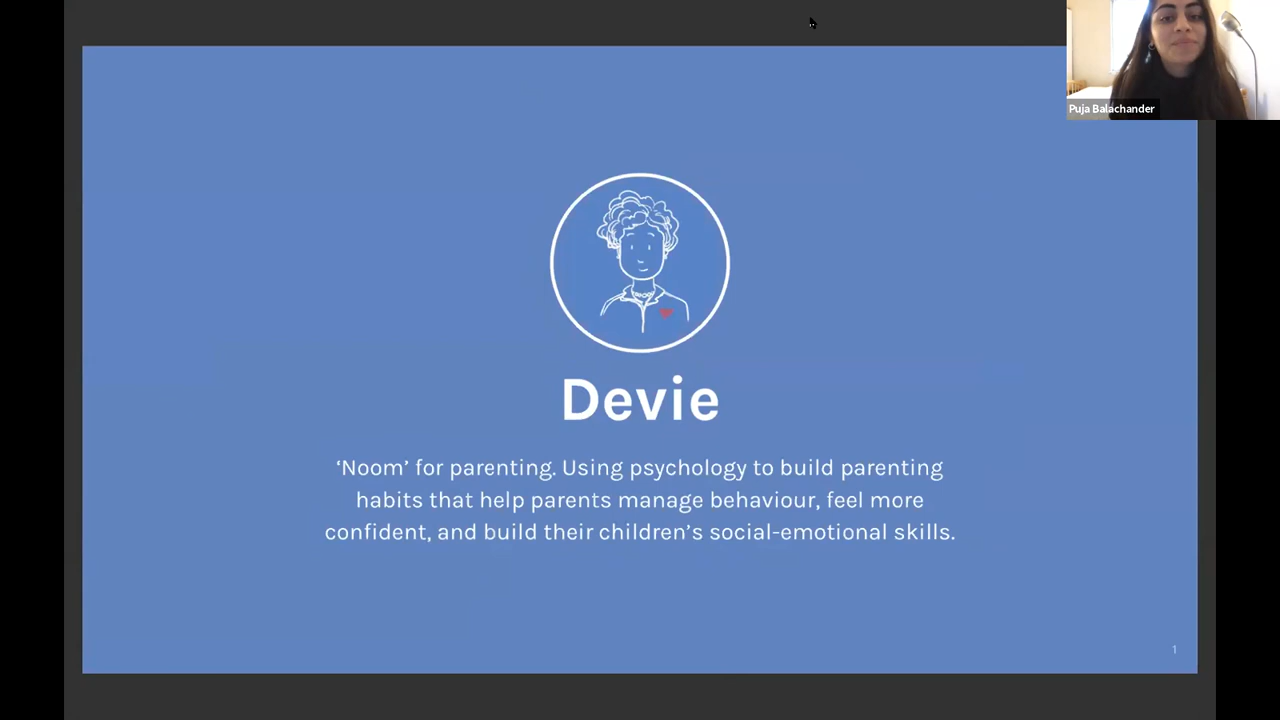 Puja Balachander
Devie
‘Noom’ for parenting. Using psychology to build parenting
habits that help parents manage behaviour, feel more
confident, and build their children’s social-emotional skills.
1